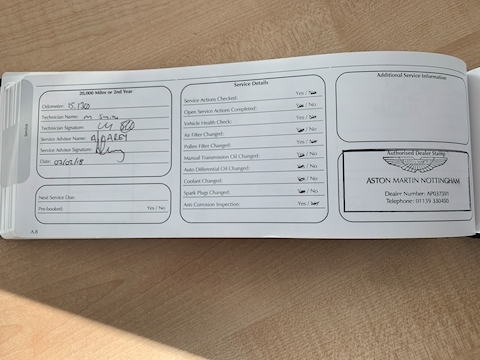 20,000 Miles or 2nd Year
Odometer: 15,130
Technician Name: M
Technician Signature:
Service Advisor Name:
Service Advisor Signature:
Date: 07/02/18
Next Service Due:
Pre-booked: Yes / No
A.8
Service
Service Details
Service Actions Checked: Yes / No
Open Service Actions Completed: Yes / No
Vehicle Health Check: Yes / No
Air Filter Changed: Yes / No
Pollen Filter Changed: Yes / No
Manual Transmission Oil Changed: Yes / No
Auto Differential Oil Changed: Yes / No
Coolant Changed: Yes / No
Spark Plugs Changed: Yes / No
Anti Corrosion Inspection: Yes / No
Additional Service Information
Authorised Dealer Stamp
ASTON MARTIN NOTTINGHAM
Dealer Number: AP037591
Telephone: 01159 330450